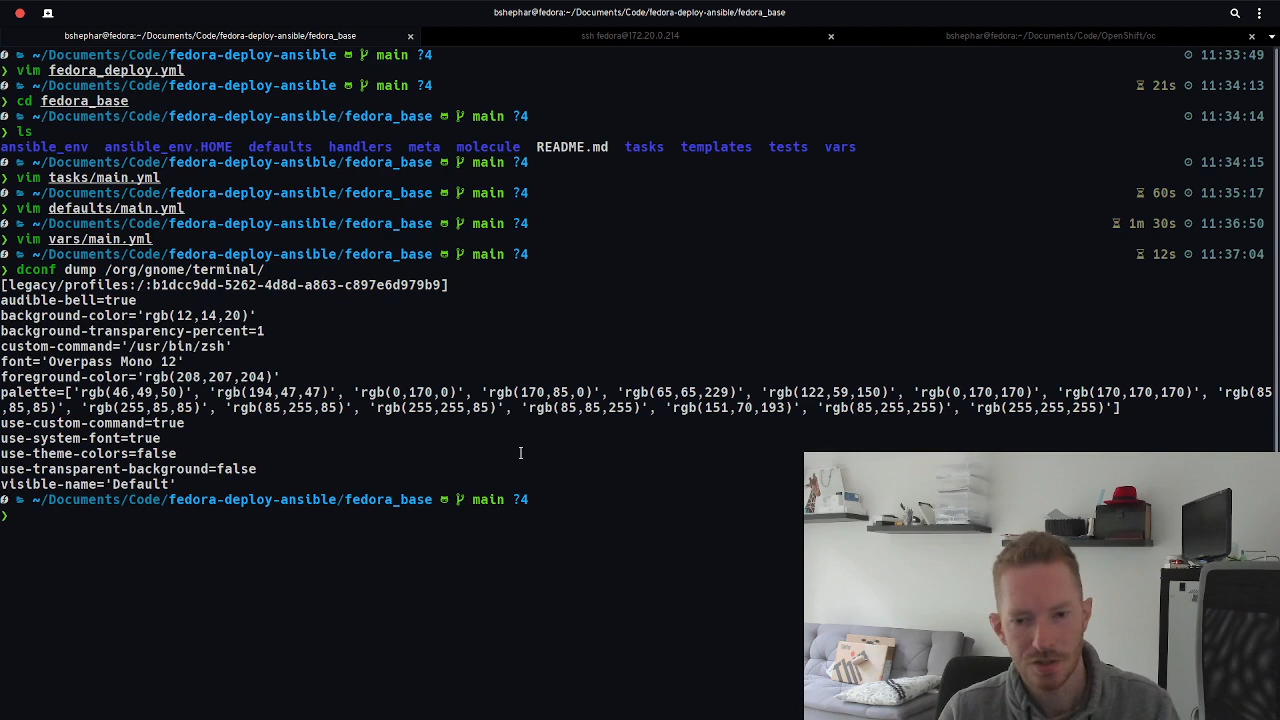 bshephar@fedora:~/Documents/Code/fedora-deploy-ansible/fedora_base
bshephar@fedora:~/Documents/Code/fedora-deploy-ansible/fedora_base × ssh fedora@172.20.0.214 × bshephar@fedora:~/Documents/Code/OpenShift/oc ×
~/Documents/Code/fedora-deploy-ansible main ?4 11:33:49
❯ vim fedora_deploy.yml
~/Documents/Code/fedora-deploy-ansible main ?4 21s 11:34:13
❯ cd fedora_base
~/Documents/Code/fedora-deploy-ansible/fedora_base main ?4 11:34:14
❯ ls
ansible_env ansible_env.HOME defaults handlers meta molecule README.md tasks templates tests vars
~/Documents/Code/fedora-deploy-ansible/fedora_base main ?4 11:34:15
❯ vim tasks/main.yml
~/Documents/Code/fedora-deploy-ansible/fedora_base main ?4 60s 11:35:17
❯ vim defaults/main.yml
~/Documents/Code/fedora-deploy-ansible/fedora_base main ?4 1m 30s 11:36:50
❯ vim vars/main.yml
~/Documents/Code/fedora-deploy-ansible/fedora_base main ?4 12s 11:37:04
❯ dconf dump /org/gnome/terminal/
[legacy/profiles:/:b1dcc9dd-5262-4d8d-a863-c897e6d979b9]
audible-bell=true
background-color='rgb(12,14,20)'
background-transparency-percent=1
custom-command='/usr/bin/zsh'
font='Overpass Mono 12'
foreground-color='rgb(208,207,204)'
palette=['rgb(46,49,50)', 'rgb(194,47,47)', 'rgb(0,170,0)', 'rgb(170,85,0)', 'rgb(65,65,229)', 'rgb(122,59,150)', 'rgb(0,170,170)', 'rgb(170,170,170)', 'rgb(85
,85,85)', 'rgb(255,85,85)', 'rgb(85,255,85)', 'rgb(255,255,85)', 'rgb(85,85,255)', 'rgb(151,70,193)', 'rgb(85,255,255)', 'rgb(255,255,255)']
use-custom-command=true
use-system-font=true
use-theme-colors=false
use-transparent-background=false
visible-name='Default'
~/Documents/Code/fedora-deploy-ansible/fedora_base main ?4
❯